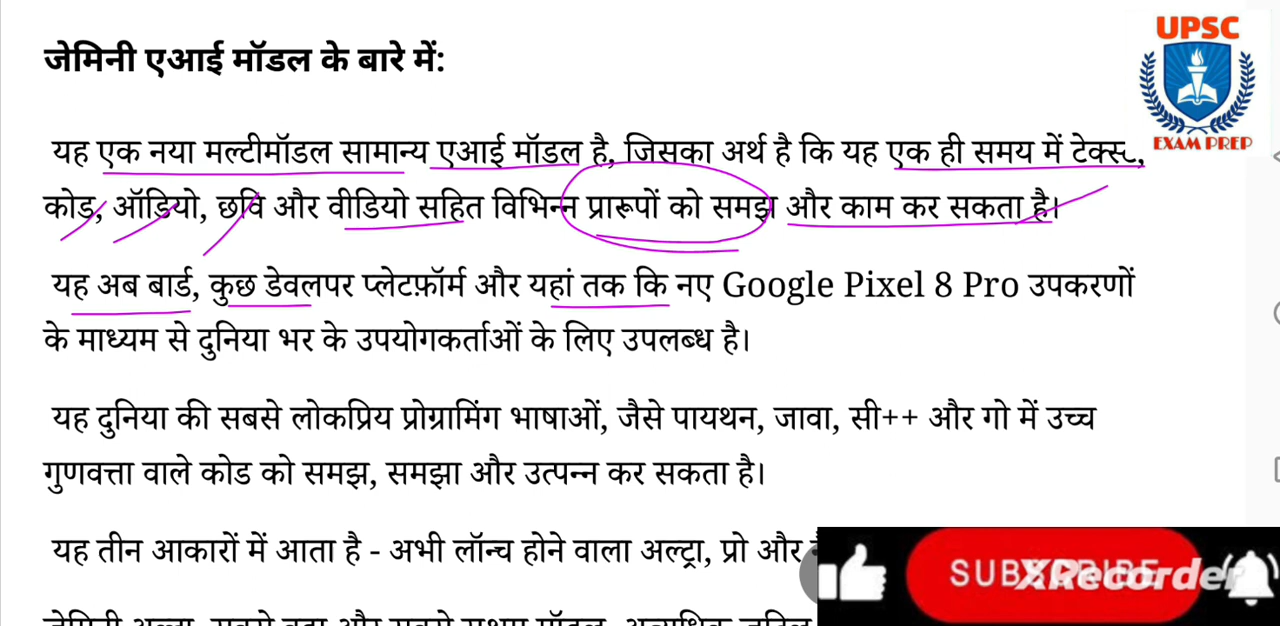 UPSC
EXAM PREP
जेमिनी एआई मॉडल के बारे में:
यह एक नया मल्टीमॉडल सामान्य एआई मॉडल है, जिसका अर्थ है कि यह एक ही समय में टेक्स्ट,
कोड, ऑडियो, छवि और वीडियो सहित विभिन्न प्रारूपों को समझ और काम कर सकता है।
यह अब बार्ड, कुछ डेवलपर प्लेटफ़ॉर्म और यहां तक कि नए Google Pixel 8 Pro उपकरणों
के माध्यम से दुनिया भर के उपयोगकर्ताओं के लिए उपलब्ध है।
यह दुनिया की सबसे लोकप्रिय प्रोग्रामिंग भाषाओं, जैसे पायथन, जावा, सी++ और गो में उच्च
गुणवत्ता वाले कोड को समझ, समझा और उत्पन्न कर सकता है।
यह तीन आकारों में आता है - अभी लॉन्च होने वाला अल्ट्रा, प्रो और
SUBSCRIBE
XRecorder